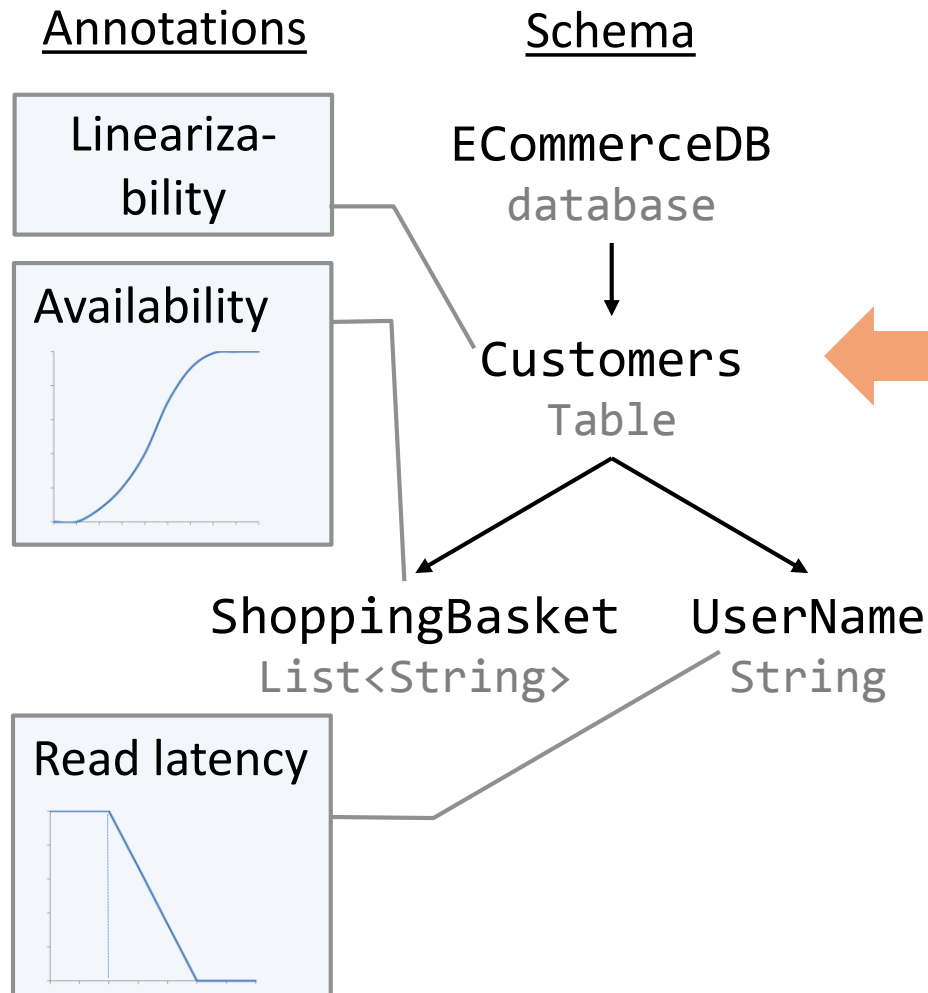 Annotations
Schema
Lineariza-
bility
ECommerceDB
database
Availability
Customers
Table
ShoppingBasket
List<String>
UserName
String
Read latency